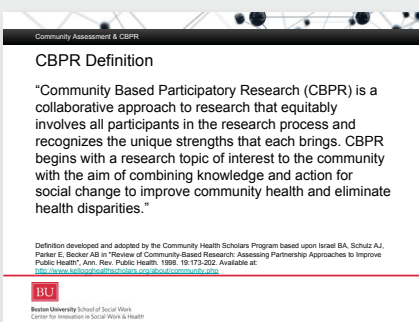 Community Assessment & CBPR
CBPR Definition
“Community Based Participatory Research (CBPR) is a
collaborative approach to research that equitably
involves all participants in the research process and
recognizes the unique strengths that each brings. CBPR
begins with a research topic of interest to the community
with the aim of combining knowledge and action for
social change to improve community health and eliminate
health disparities.”
Definition developed and adopted by the Community Health Scholars Program based upon Israel BA, Schulz AJ,
Parker E, Becker AB in "Review of Community-Based Research: Assessing Partnership Approaches to Improve
Public Health", Ann. Rev. Public Health. 1998. 19:173-202. Available at:
http://www.kellogghealthscholars.org/about/community.php
BU
Boston University School of Social Work
Center for Innovation in Social Work & Health